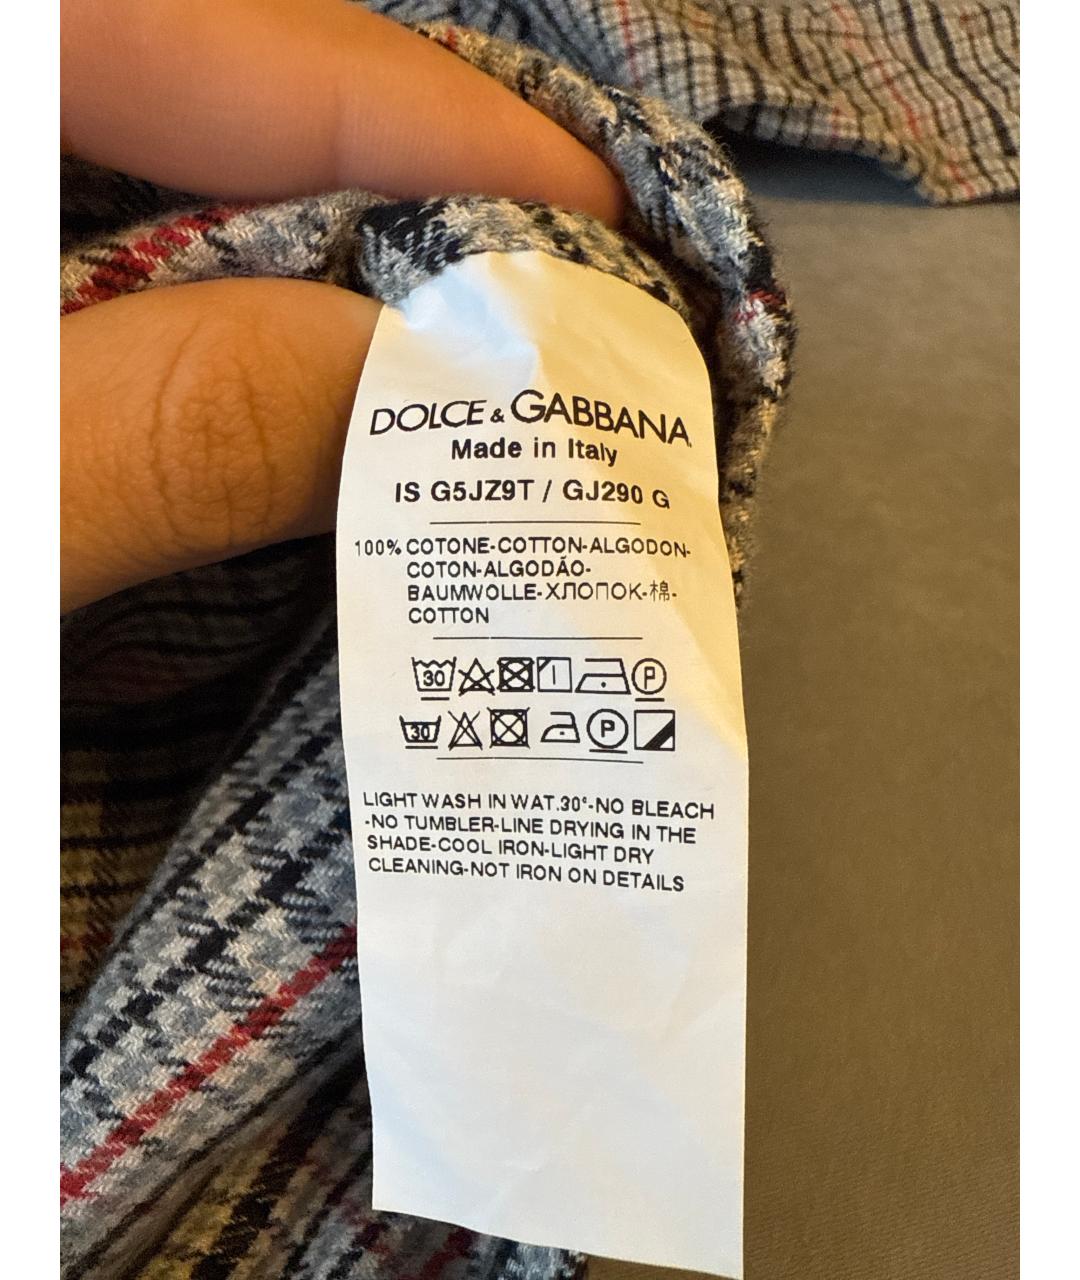 DOLCE & GABBANA
Made in Italy
IS G5JZ9T / GJ290 G
100% COTONE-COTTON-ALGODON-
COTON-ALGODÃO-
BAUMWOLLE-ХЛОПОК-棉-
COTTON
30 P
30 P
LIGHT WASH IN WAT.30°-NO BLEACH
-NO TUMBLER-LINE DRYING IN THE
SHADE-COOL IRON-LIGHT DRY
CLEANING-NOT IRON ON DETAILS